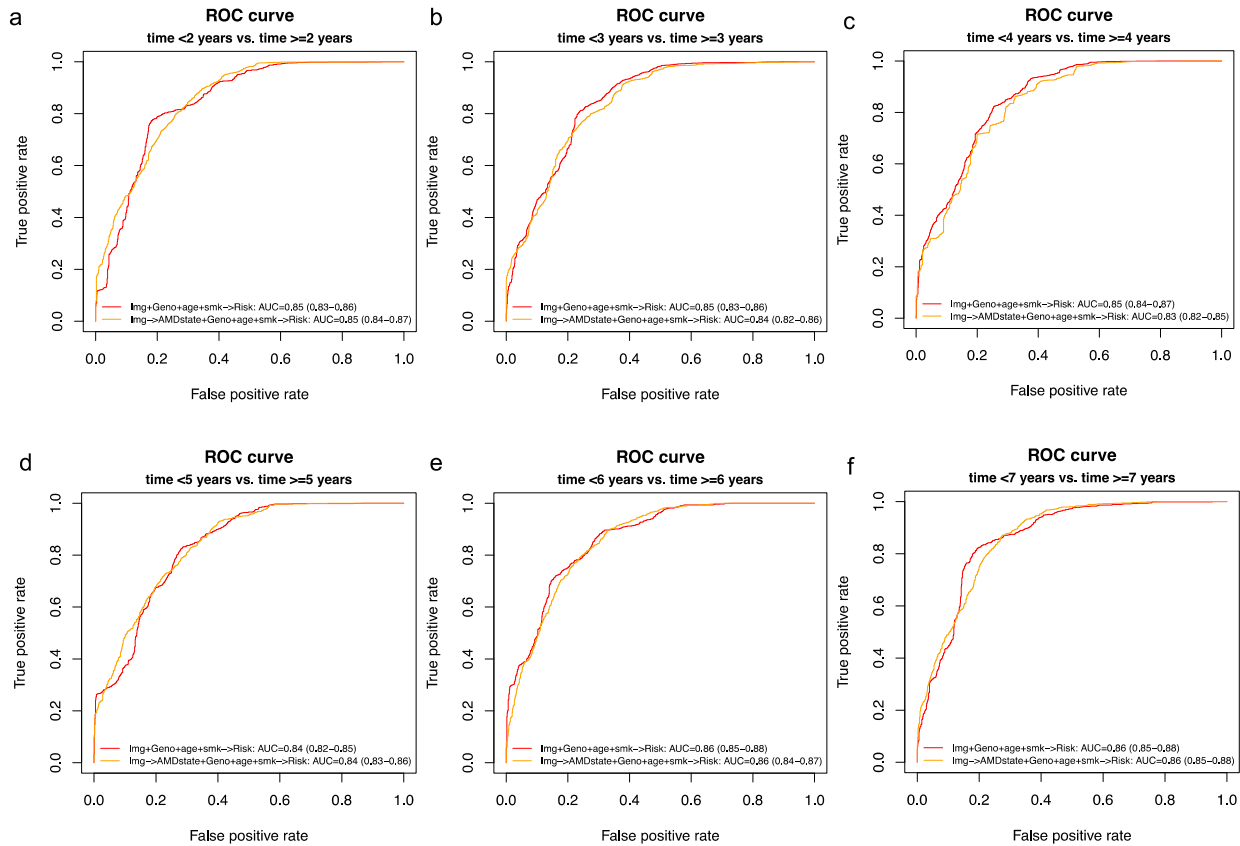 a
ROC curve
time <2 years vs. time >=2 years
True positive rate
1.0
0.8
0.6
0.4
0.2
0.0
Img+Geno+age+smk−>Risk: AUC=0.85 (0.83−0.86)
Img−>AMDstate+Geno+age+smk−>Risk: AUC=0.85 (0.84−0.87)
0.0 0.2 0.4 0.6 0.8 1.0
False positive rate
b
ROC curve
time <3 years vs. time >=3 years
True positive rate
1.0
0.8
0.6
0.4
0.2
0.0
Img+Geno+age+smk−>Risk: AUC=0.85 (0.83−0.86)
Img−>AMDstate+Geno+age+smk−>Risk: AUC=0.84 (0.82−0.86)
0.0 0.2 0.4 0.6 0.8 1.0
False positive rate
c
ROC curve
time <4 years vs. time >=4 years
True positive rate
1.0
0.8
0.6
0.4
0.2
0.0
Img+Geno+age+smk−>Risk: AUC=0.85 (0.84−0.87)
Img−>AMDstate+Geno+age+smk−>Risk: AUC=0.83 (0.82−0.85)
0.0 0.2 0.4 0.6 0.8 1.0
False positive rate
d
ROC curve
time <5 years vs. time >=5 years
True positive rate
1.0
0.8
0.6
0.4
0.2
0.0
Img+Geno+age+smk−>Risk: AUC=0.84 (0.82−0.85)
Img−>AMDstate+Geno+age+smk−>Risk: AUC=0.84 (0.83−0.86)
0.0 0.2 0.4 0.6 0.8 1.0
False positive rate
e
ROC curve
time <6 years vs. time >=6 years
True positive rate
1.0
0.8
0.6
0.4
0.2
0.0
Img+Geno+age+smk−>Risk: AUC=0.86 (0.85−0.88)
Img−>AMDstate+Geno+age+smk−>Risk: AUC=0.86 (0.84−0.87)
0.0 0.2 0.4 0.6 0.8 1.0
False positive rate
f
ROC curve
time <7 years vs. time >=7 years
True positive rate
1.0
0.8
0.6
0.4
0.2
0.0
Img+Geno+age+smk−>Risk: AUC=0.86 (0.85−0.88)
Img−>AMDstate+Geno+age+smk−>Risk: AUC=0.86 (0.85−0.88)
0.0 0.2 0.4 0.6 0.8 1.0
False positive rate